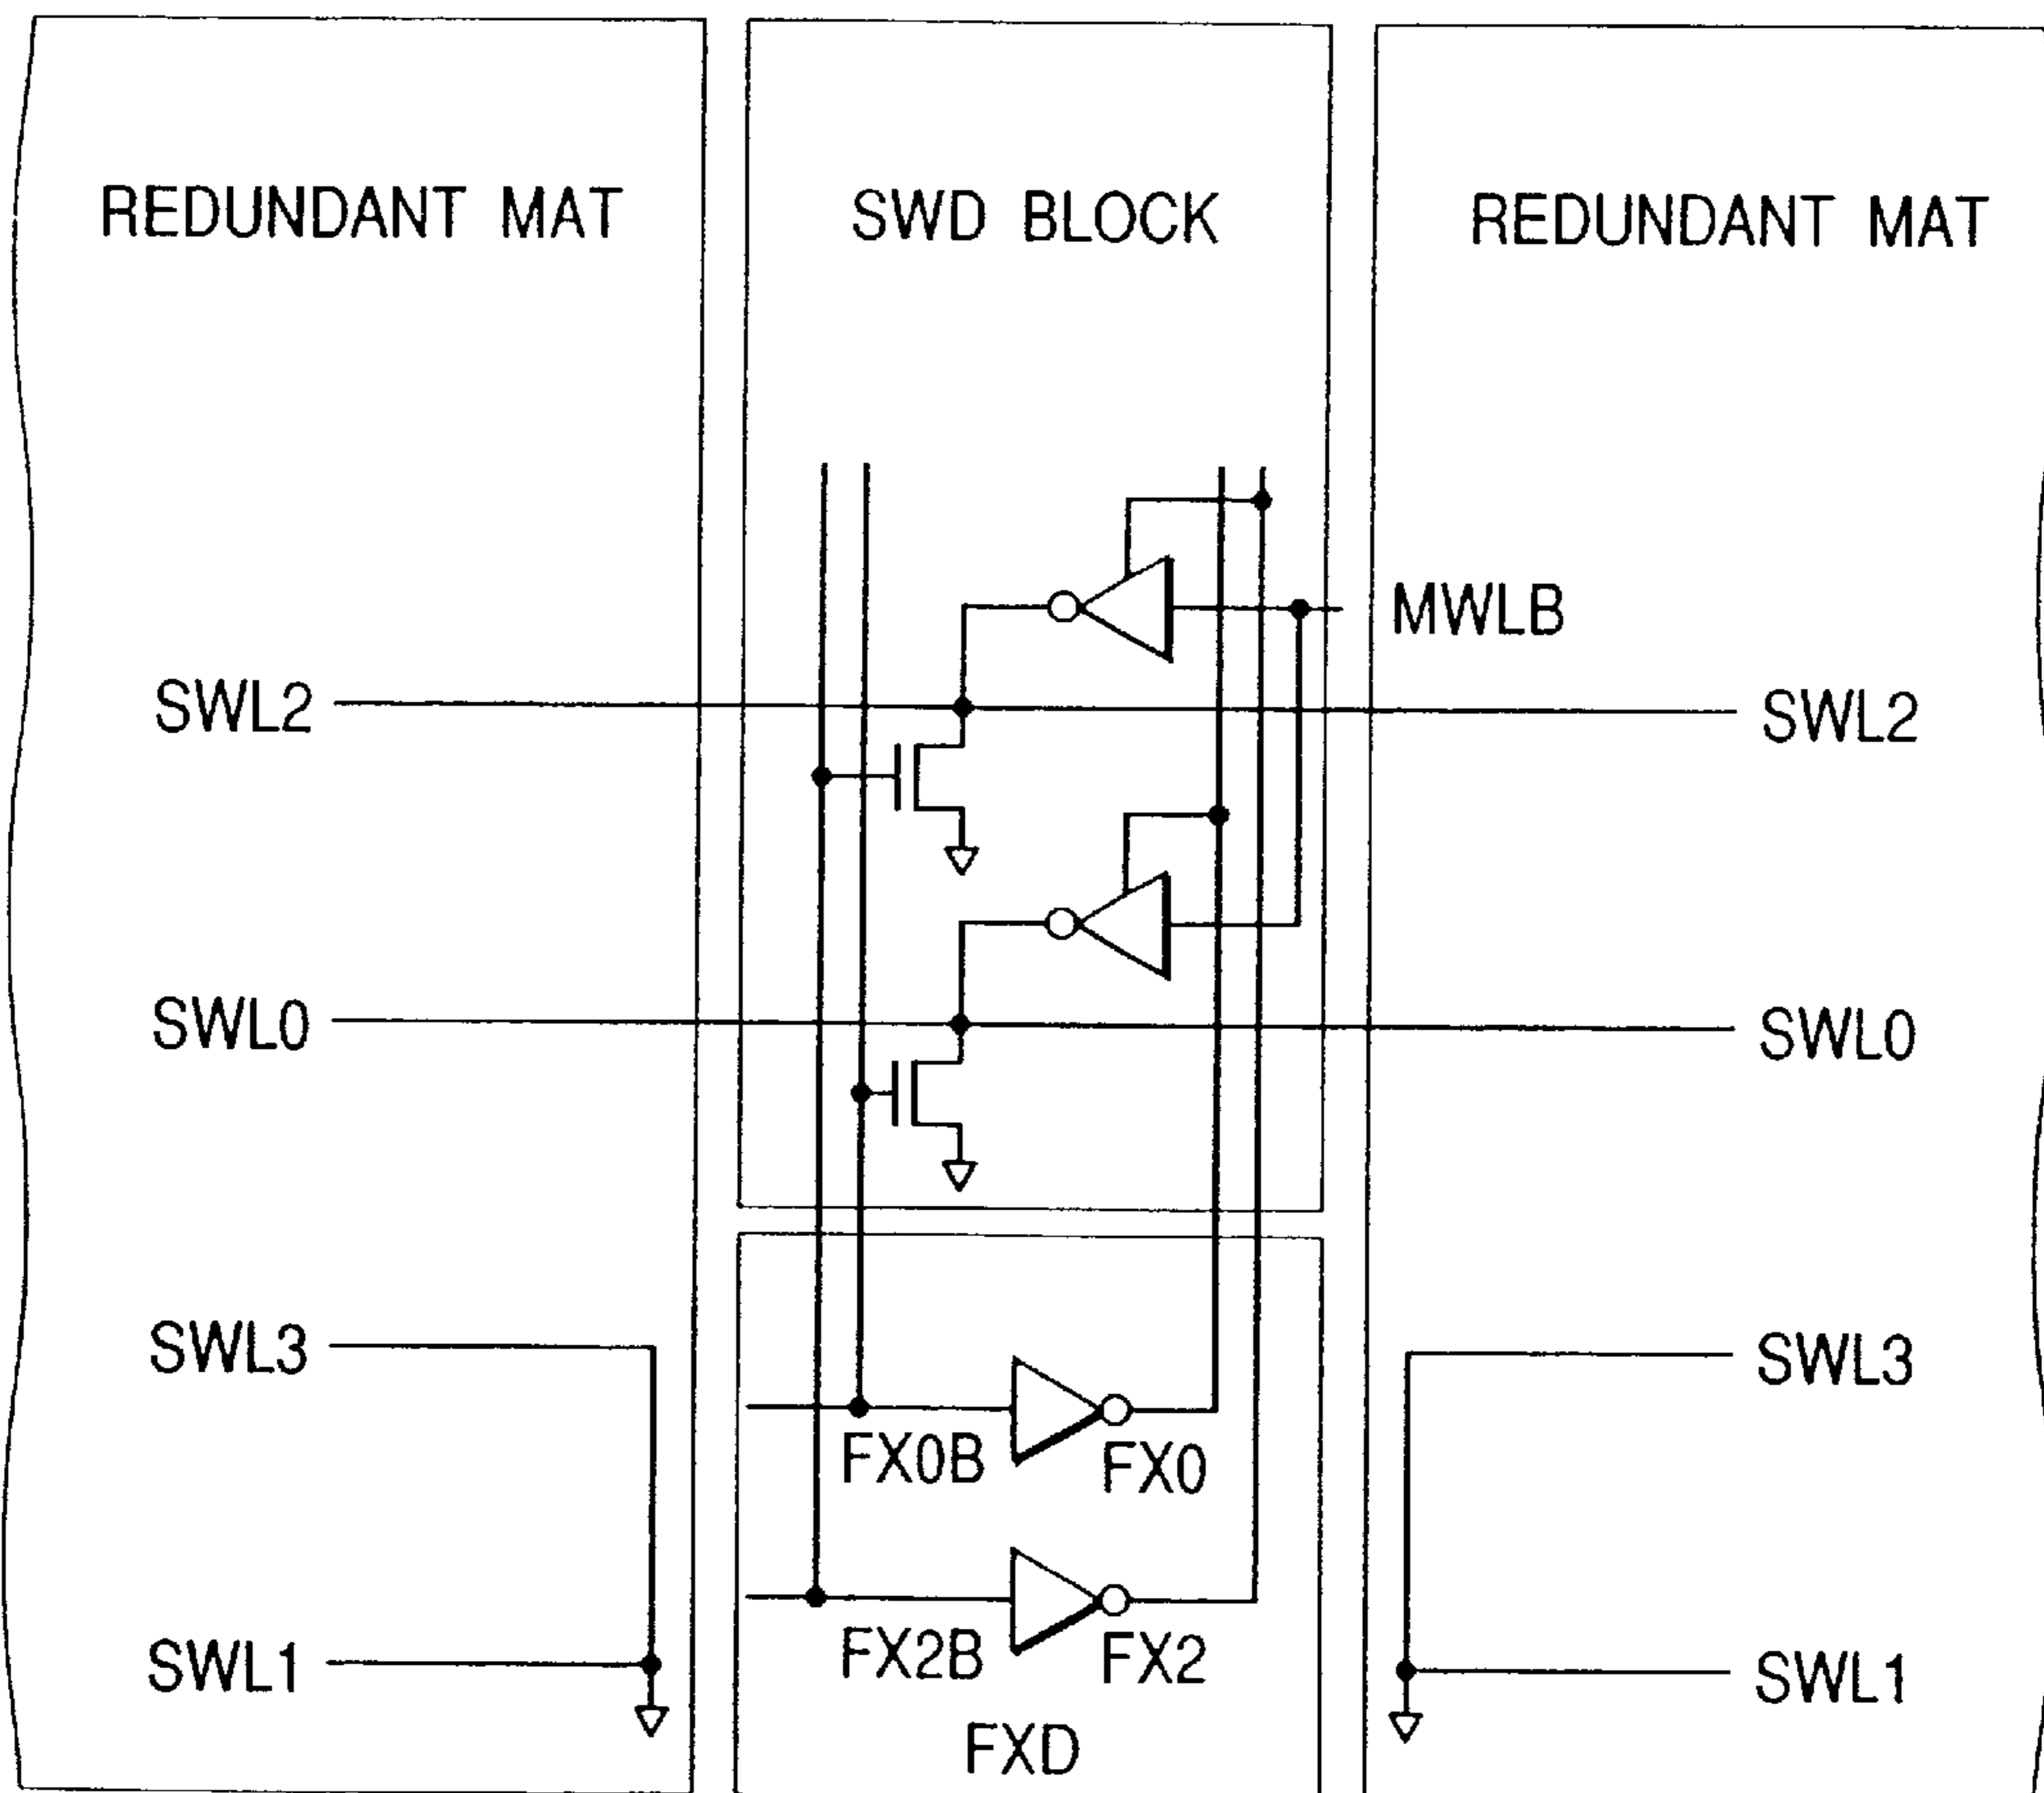 REDUNDANT MAT
SWD BLOCK
REDUNDANT MAT
MWLB
SWL2
SWL2
SWL0
SWL0
SWL3
SWL3
FX0B
FX0
SWL1
FX2B
FX2
SWL1
FXD